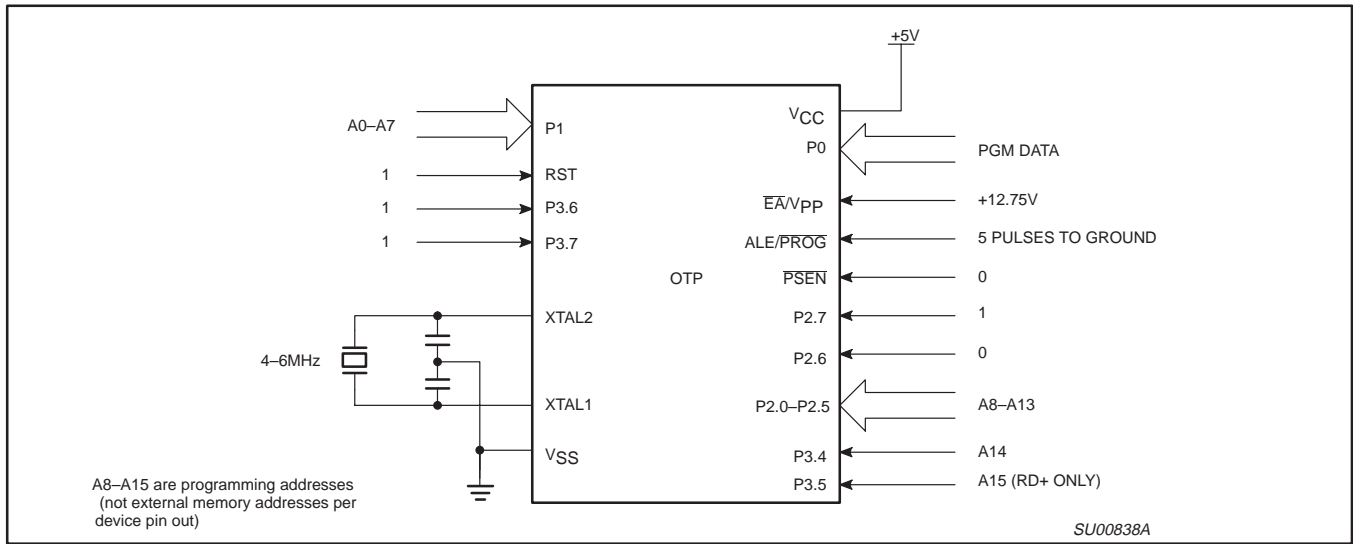 +5V
A0–A7
P1
RST
1
P3.6
1
P3.7
1
XTAL2
4–6MHz
XTAL1
VSS
OTP
VCC
P0
PGM DATA
EA/VPP
+12.75V
ALE/PROG
5 PULSES TO GROUND
PSEN
0
P2.7
1
P2.6
0
P2.0–P2.5
A8–A13
P3.4
A14
P3.5
A15 (RD+ ONLY)
A8–A15 are programming addresses
(not external memory addresses per
device pin out)
SU00838A